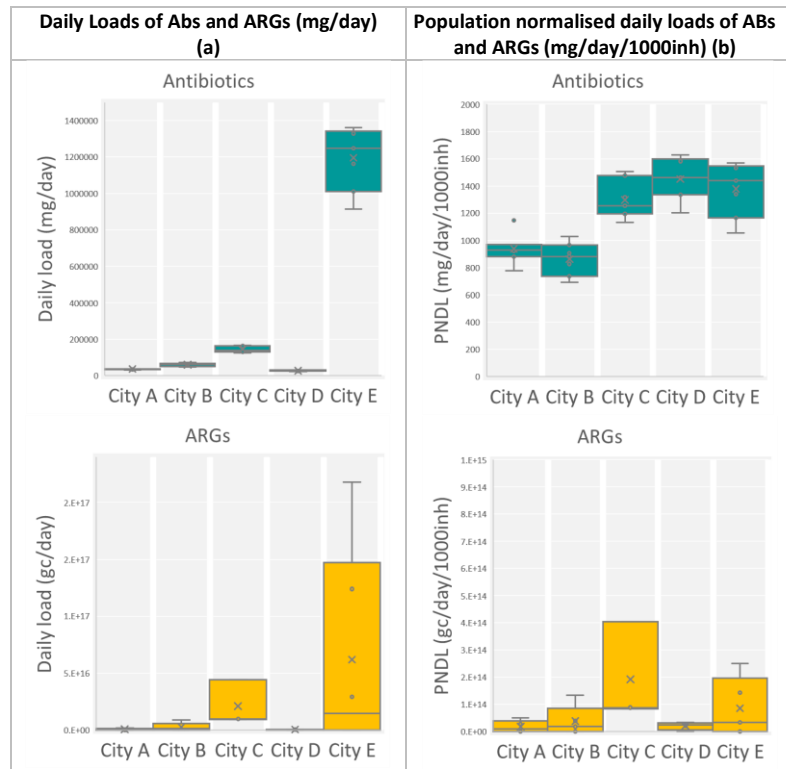 Daily Loads of Abs and ARGs (mg/day)
(a)
Population normalised daily loads of ABs
and ARGs (mg/day/1000inh) (b)
Antibiotics
Daily load (mg/day)
1400000
1200000
1000000
800000
600000
400000
200000
0
City A City B City C City D City E
Antibiotics
PNDL (mg/day/1000inh)
2000
1800
1600
1400
1200
1000
800
600
400
200
0
City A City B City C City D City E
ARGs
Daily load (gc/day)
2.E+17
2.E+17
1.E+17
5.E+16
0.E+00
City A City B City C City D City E
ARGs
PNDL (gc/day/1000inh)
1.E+15
9.E+14
8.E+14
7.E+14
6.E+14
5.E+14
4.E+14
3.E+14
2.E+14
1.E+14
0.E+00
City A City B City C City D City E